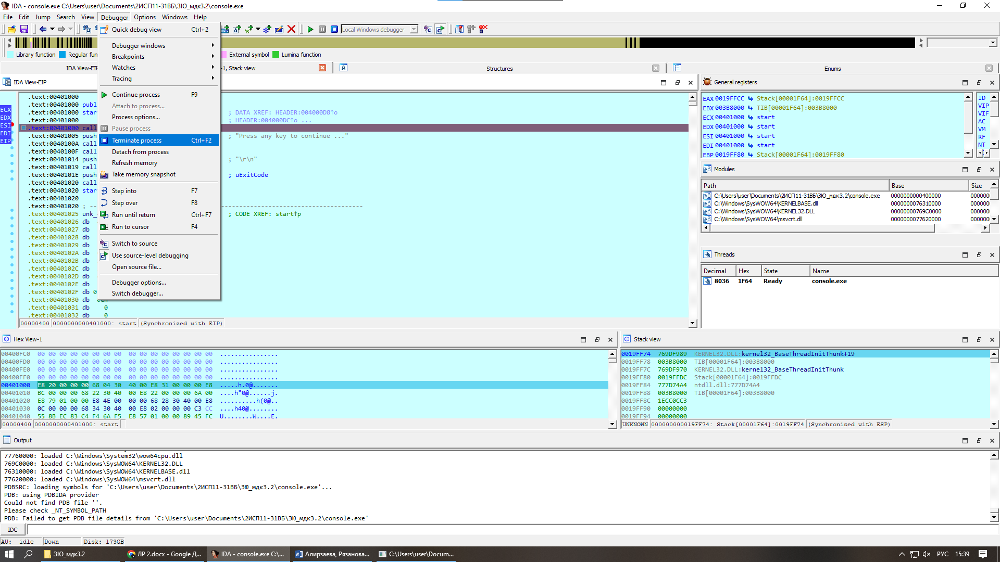 IDA - console.exe C:\Users\user\Documents\2ИСП11-31ВБ\ЗЮ_мдк3.2\console.exe
File Edit Jump Search View Debugger Options Windows Help
Local Windows debugger
Library function Regular fun External symbol Lumina function
IDA View-EIP -1, Stack view Structures Enums
IDA View-EIP
Quick debug view Ctrl+2
Debugger windows
Breakpoints
Watches
Tracing
Continue process F9
Attach to process...
Process options...
Pause process
Terminate process Ctrl+F2
Detach from process
Refresh memory
Take memory snapshot
Step into F7
Step over F8
Run until return Ctrl+F7
Run to cursor F4
Switch to source
Use source-level debugging
Open source file...
Debugger options...
Switch debugger...
ECX
EDX
ESI
EDI
EIP
.text:00401000
.text:00401000 publ
.text:00401000 star ; DATA XREF: HEADER:004000D8↑o
.text:00401000 ; HEADER:004000DC↑o ...
.text:00401000 call
.text:00401005 push ; "Press any key to continue ..."
.text:0040100A call
.text:0040100F call
.text:00401014 push ; "\r\n"
.text:00401019 call
.text:0040101E push ; uExitCode
.text:00401020 call
.text:00401020 star
.text:00401020
.text:00401020 ; ---------------------------------------
.text:00401025 unk_ ; CODE XREF: start↑p
.text:00401026 db
.text:00401027 db
.text:00401028 db
.text:00401029 db
.text:0040102A db
.text:0040102B db
.text:0040102C db
.text:0040102D db
.text:0040102E db
.text:0040102F db 0
.text:00401030 db 0Ch
.text:00401031 db 0
.text:00401032 db 0
00000400 0000000000401000: start (Synchronized with EIP)
General registers
EAX 0019FFCC Stack[00001F64]:0019FFCC
EBX 003B8000 TIB[00001F64]:003B8000
ECX 00401000 start
EDX 00401000 start
ESI 00401000 start
EDI 00401000 start
EBP 0019FF80 Stack[00001F64]:0019FF80
ID
VIP
VIF
AC
VM
RF
NT
Modules
Path Base Size
C:\Users\user\Documents\2ИСП11-31ВБ\ЗЮ_мдк3.2\console.exe 0000000000400000 00000
C:\Windows\SysWOW64\KERNELBASE.dll 0000000076310000 00000
C:\Windows\SysWOW64\KERNEL32.DLL 00000000769C0000 00000
C:\Windows\SysWOW64\msvcrt.dll 0000000077620000 00000
Threads
Decimal Hex State Name
8036 1F64 Ready console.exe
Hex View-1
00400FC0 00 00 00 00 00 00 00 00 00 00 00 00 00 00 00 00 ................
00400FD0 00 00 00 00 00 00 00 00 00 00 00 00 00 00 00 00 ................
00400FE0 00 00 00 00 00 00 00 00 00 00 00 00 00 00 00 00 ................
00400FF0 00 00 00 00 00 00 00 00 00 00 00 00 00 00 00 00 ................
00401000 E8 20 00 00 00 68 04 30 40 00 E8 31 00 00 00 E8 .....h.0@.......
00401010 BC 00 00 00 68 22 30 40 00 E8 22 00 00 00 6A 00 ....h"0@......j.
00401020 E8 79 01 00 00 E8 4E 00 00 00 68 28 30 40 00 E8 ..........h(0@..
00401030 0C 00 00 00 68 34 30 40 00 E8 02 00 00 00 C3 CC ....h40@........
00401040 55 8B EC 83 C4 F4 6A F5 E8 57 01 00 00 89 45 FC U........W....E.
00000400 0000000000401000: start
Stack view
0019FF74 769DF989 KERNEL32.DLL:kernel32_BaseThreadInitThunk+19
0019FF78 003B8000 TIB[00001F64]:003B8000
0019FF7C 769DF970 KERNEL32.DLL:kernel32_BaseThreadInitThunk
0019FF80 0019FFDC Stack[00001F64]:0019FFDC
0019FF84 777D74A4 ntdll.dll:777D74A4
0019FF88 003B8000 TIB[00001F64]:003B8000
0019FF8C 1ECC0CC3
0019FF90 00000000
0019FF94 00000000
UNKNOWN 000000000019FF74: Stack[00001F64]:0019FF74 (Synchronized with ESP)
Output
77760000: loaded C:\Windows\System32\wow64cpu.dll
769C0000: loaded C:\Windows\SysWOW64\KERNEL32.DLL
76310000: loaded C:\Windows\SysWOW64\KERNELBASE.dll
77620000: loaded C:\Windows\SysWOW64\msvcrt.dll
PDBSRC: loading symbols for 'C:\Users\user\Documents\2ИСП11-31ВБ\ЗЮ_мдк3.2\console.exe'...
PDB: using PDBIDA provider
Could not find PDB file ''.
Please check _NT_SYMBOL_PATH
PDB: Failed to get PDB file details from 'C:\Users\user\Documents\2ИСП11-31ВБ\ЗЮ_мдк3.2\console.exe'
IDC
AU: idle Down Disk: 173GB
ЗЮ_мдк3.2 ЛР 2.docx - Google Д... IDA - console.exe C:\... Алирзаева, Рязанова... C:\Users\user\Docum... РУС 15:39